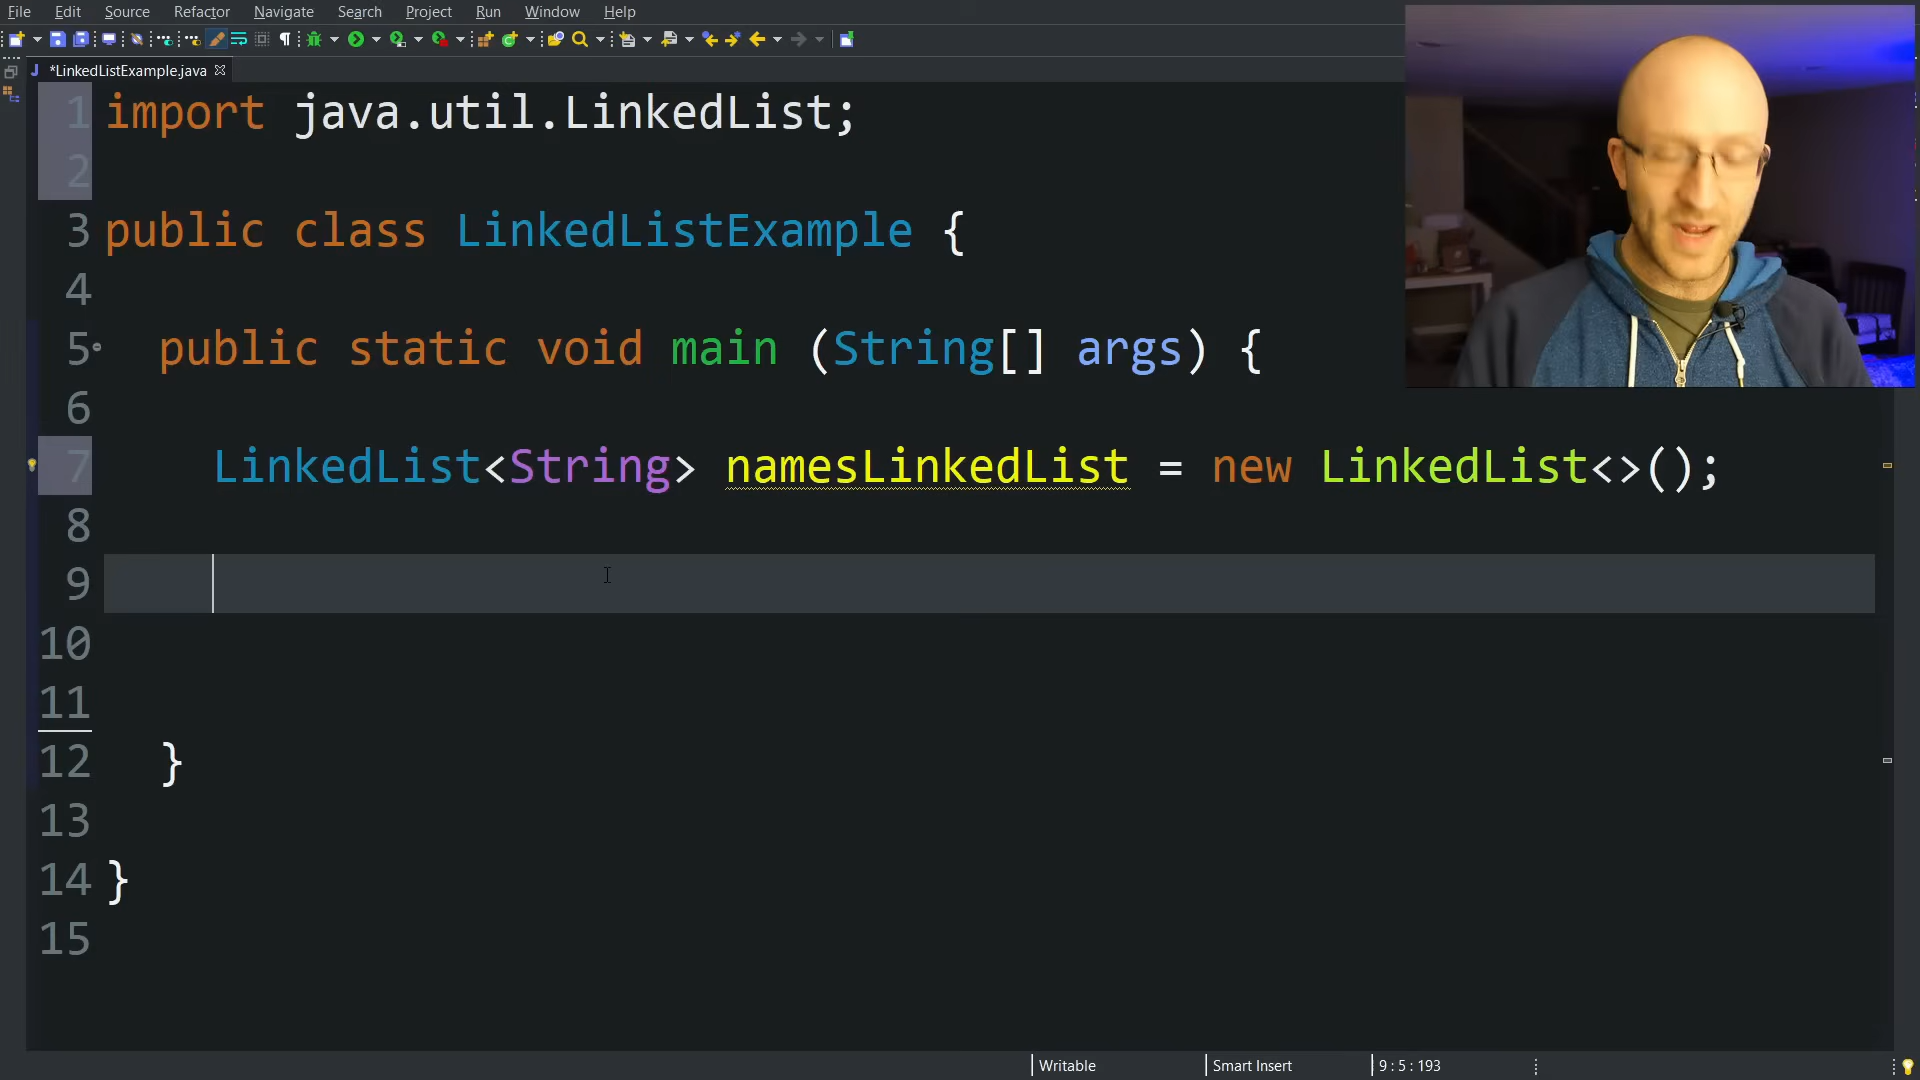 File Edit Source Refactor Navigate Search Project Run Window Help
*LinkedListExample.java
1 import java.util.LinkedList;
2
3 public class LinkedListExample {
4
5 public static void main (String[] args) {
6
7 LinkedList<String> namesLinkedList = new LinkedList<>();
8
9
10
11
12 }
13
14 }
15
Writable Smart Insert 9 : 5 : 193